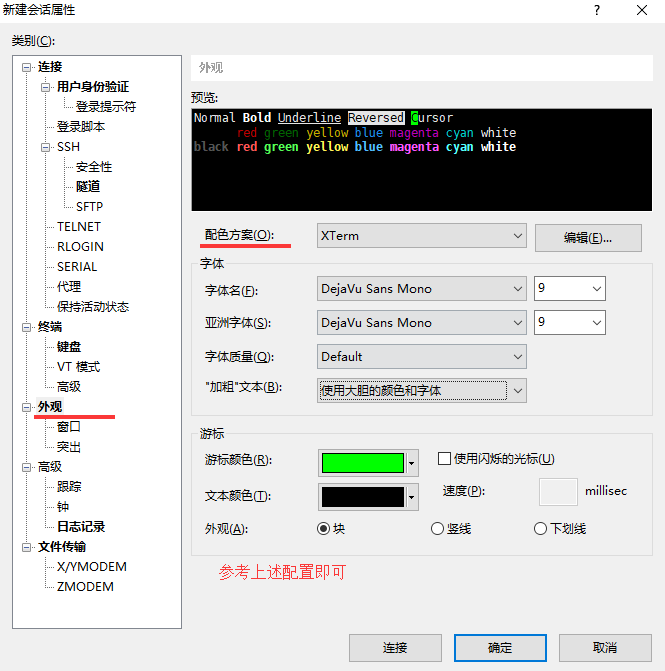 新建会话属性
?
类别(C):
连接
用户身份验证
登录提示符
登录脚本
SSH
安全性
隧道
SFTP
TELNET
RLOGIN
SERIAL
代理
保持活动状态
终端
键盘
VT 模式
高级
外观
窗口
突出
高级
跟踪
钟
日志记录
文件传输
X/YMODEM
ZMODEM
外观
预览:
Normal Bold Underline Reversed Cursor
red green yellow blue magenta cyan white
black red green yellow blue magenta cyan white
配色方案(O): XTerm 编辑(E)...
字体
字体名(F): DejaVu Sans Mono 9
亚洲字体(S): DejaVu Sans Mono 9
字体质量(Q): Default
"加粗"文本(B): 使用大胆的颜色和字体
游标
游标颜色(R): 使用闪烁的光标(U)
文本颜色(T): 速度(P): millisec
外观(A): 块 竖线 下划线
参考上述配置即可
连接 确定 取消